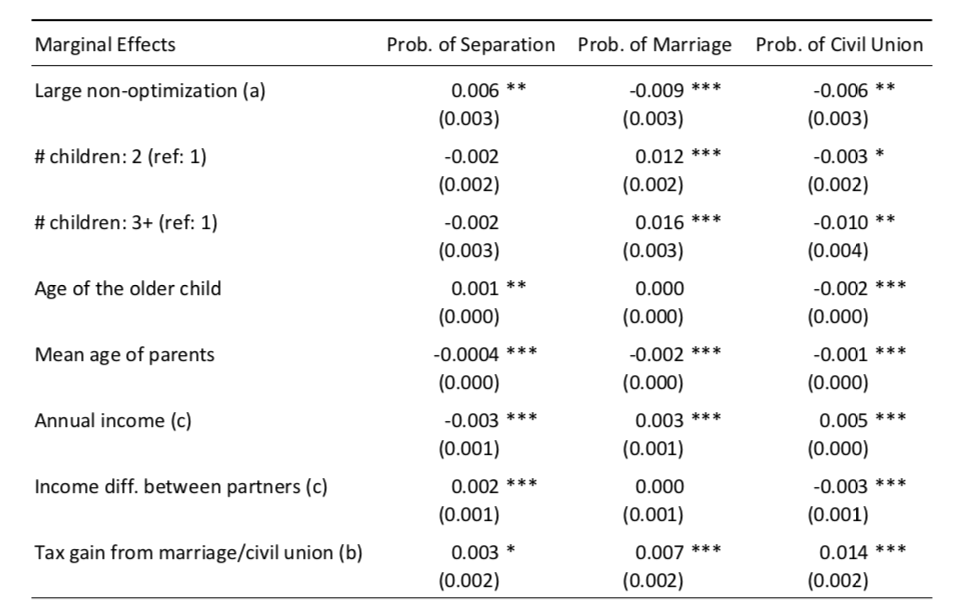 Marginal Effects Prob. of Separation Prob. of Marriage Prob. of Civil Union
Large non-optimization (a) 0.006 ** -0.009 *** -0.006 **
(0.003) (0.003) (0.003)
# children: 2 (ref: 1) -0.002 0.012 *** -0.003 *
(0.002) (0.002) (0.002)
# children: 3+ (ref: 1) -0.002 0.016 *** -0.010 **
(0.003) (0.003) (0.004)
Age of the older child 0.001 ** 0.000 -0.002 ***
(0.000) (0.000) (0.000)
Mean age of parents -0.0004 *** -0.002 *** -0.001 ***
(0.000) (0.000) (0.000)
Annual income (c) -0.003 *** 0.003 *** 0.005 ***
(0.001) (0.001) (0.000)
Income diff. between partners (c) 0.002 *** 0.000 -0.003 ***
(0.001) (0.001) (0.001)
Tax gain from marriage/civil union (b) 0.003 * 0.007 *** 0.014 ***
(0.002) (0.002) (0.002)